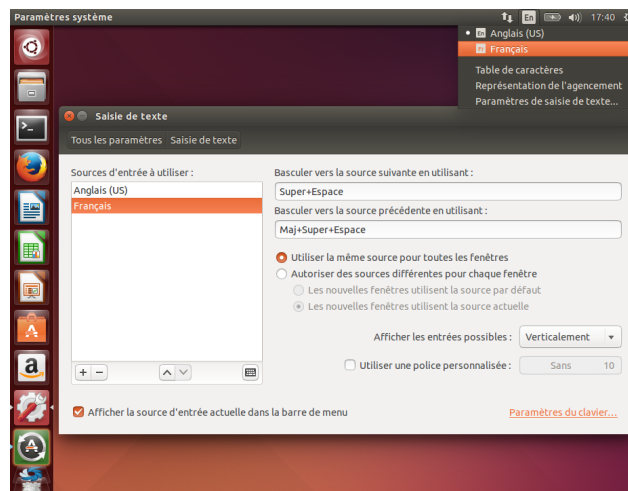 Paramètres système
En
17:40
En Anglais (US)
Français
Table de caractères
Représentation de l'agencement
Paramètres de saisie de texte...
Saisie de texte
Tous les paramètres Saisie de texte
Sources d'entrée à utiliser :
Anglais (US)
Français
Basculer vers la source suivante en utilisant :
Super+Espace
Basculer vers la source précédente en utilisant :
Maj+Super+Espace
Utiliser la même source pour toutes les fenêtres
Autoriser des sources différentes pour chaque fenêtre
Les nouvelles fenêtres utilisent la source par défaut
Les nouvelles fenêtres utilisent la source actuelle
Afficher les entrées possibles : Verticalement
Utiliser une police personnalisée : Sans 10
Afficher la source d'entrée actuelle dans la barre de menu
Paramètres du clavier...